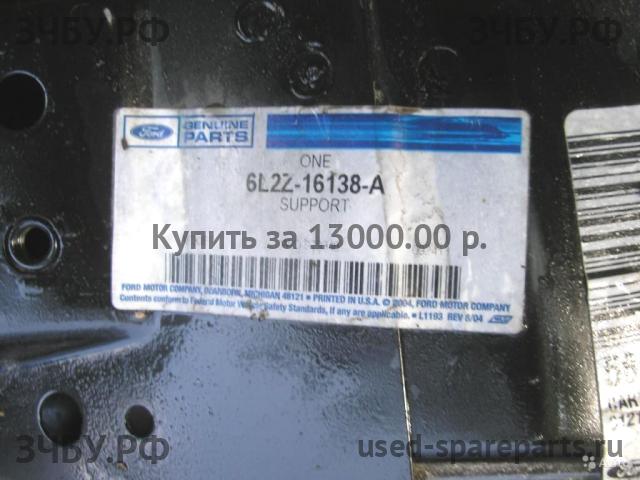 ЗЧБУ.РФ
ЗЧБУ.РФ
Ford
GENUINE
PARTS
ONE
6L2Z-16138-A
SUPPORT
Купить за 13000.00 р.
FORD MOTOR COMPANY, DEARBORN, MICHIGAN 48121 • PRINTED IN U.S.A. © 2004, FORD MOTOR COMPANY
Contents conform to Federal Motor Vehicle Safety Standards, if any are applicable. • L1193 REV 8/04
ЗЧБУ.РФ
used-spareparts.ru